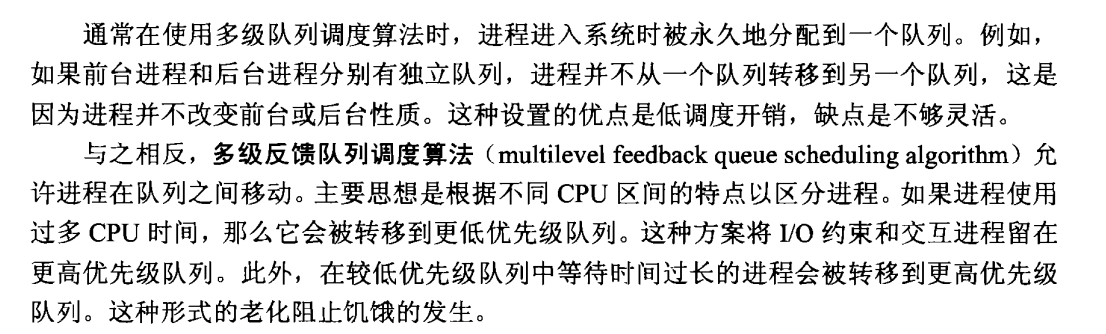 通常在使用多级队列调度算法时，进程进入系统时被永久地分配到一个队列。例如，
如果前台进程和后台进程分别有独立队列，进程并不从一个队列转移到另一个队列，这是
因为进程并不改变前台或后台性质。这种设置的优点是低调度开销，缺点是不够灵活。
与之相反，多级反馈队列调度算法（multilevel feedback queue scheduling algorithm）允
许进程在队列之间移动。主要思想是根据不同 CPU 区间的特点以区分进程。如果进程使用
过多 CPU 时间，那么它会被转移到更低优先级队列。这种方案将 I/O 约束和交互进程留在
更高优先级队列。此外，在较低优先级队列中等待时间过长的进程会被转移到更高优先级
队列。这种形式的老化阻止饥饿的发生。